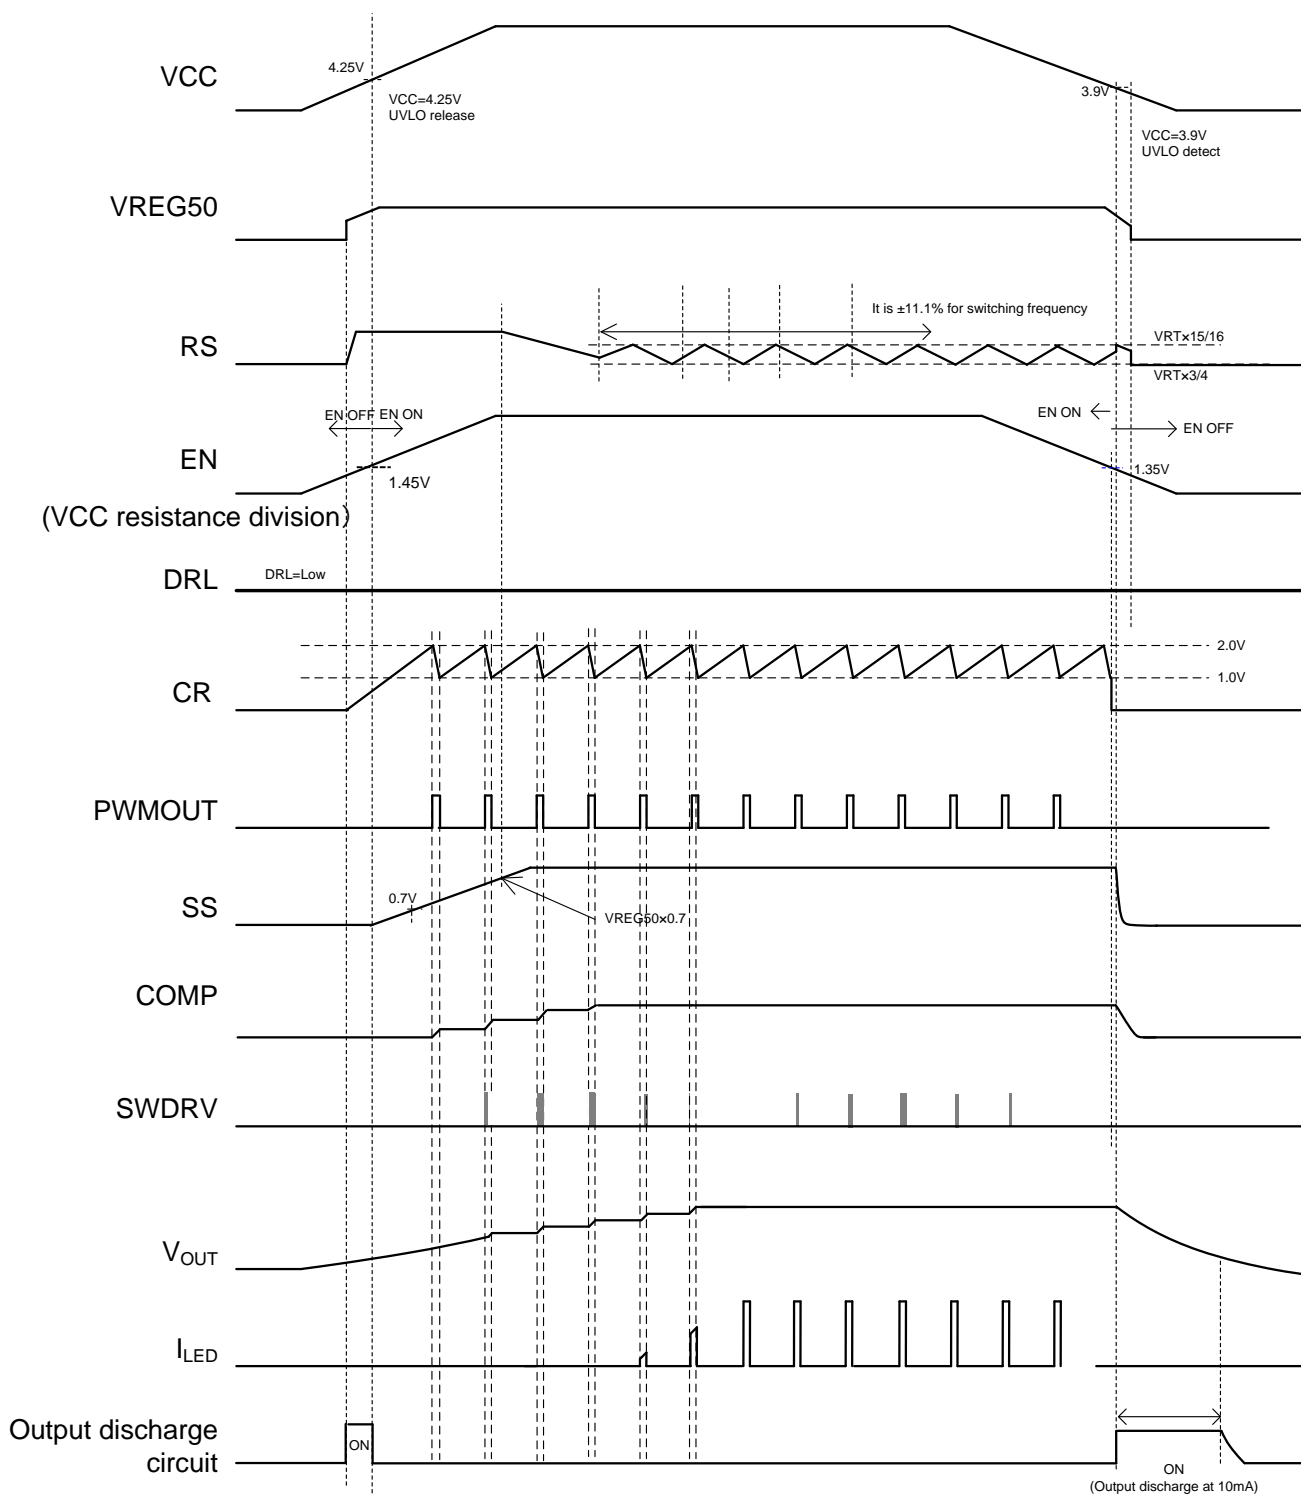 4.25V
VCC
VCC=4.25V
UVLO release
3.9V
VCC=3.9V
UVLO detect
VREG50
It is ±11.1% for switching frequency
RS
VRT×15/16
VRT×3/4
EN OFF EN ON
EN ON
EN OFF
EN
1.45V
1.35V
(VCC resistance division）
DRL
DRL=Low
2.0V
CR
1.0V
PWMOUT
0.7V
SS
VREG50×0.7
COMP
SWDRV
VOUT
ILED
Output discharge
circuit
ON
ON
(Output discharge at 10mA)